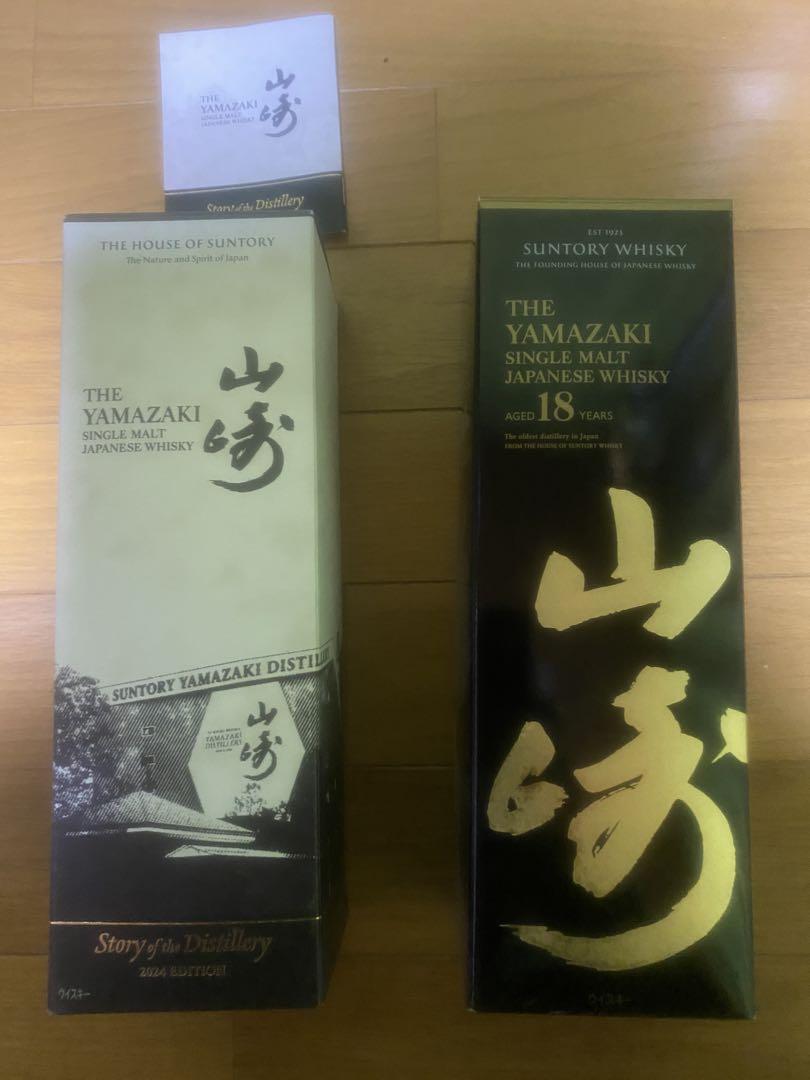 THE
YAMAZAKI
SINGLE MALT
JAPANESE WHISKY
山崎
Story of the Distillery
THE HOUSE OF SUNTORY
The Nature and Spirit of Japan
THE
YAMAZAKI
SINGLE MALT
JAPANESE WHISKY
山崎
SUNTORY YAMAZAKI DISTILLERY
山崎
YAMAZAKI
DISTILLERY
Story of the Distillery
2024 EDITION
ウイスキー
EST 1923
SUNTORY WHISKY
THE FOUNDING HOUSE OF JAPANESE WHISKY
THE
YAMAZAKI
SINGLE MALT
JAPANESE WHISKY
AGED 18 YEARS
The oldest distillery in Japan
FROM THE HOUSE OF SUNTORY WHISKY
山崎
ウイスキー